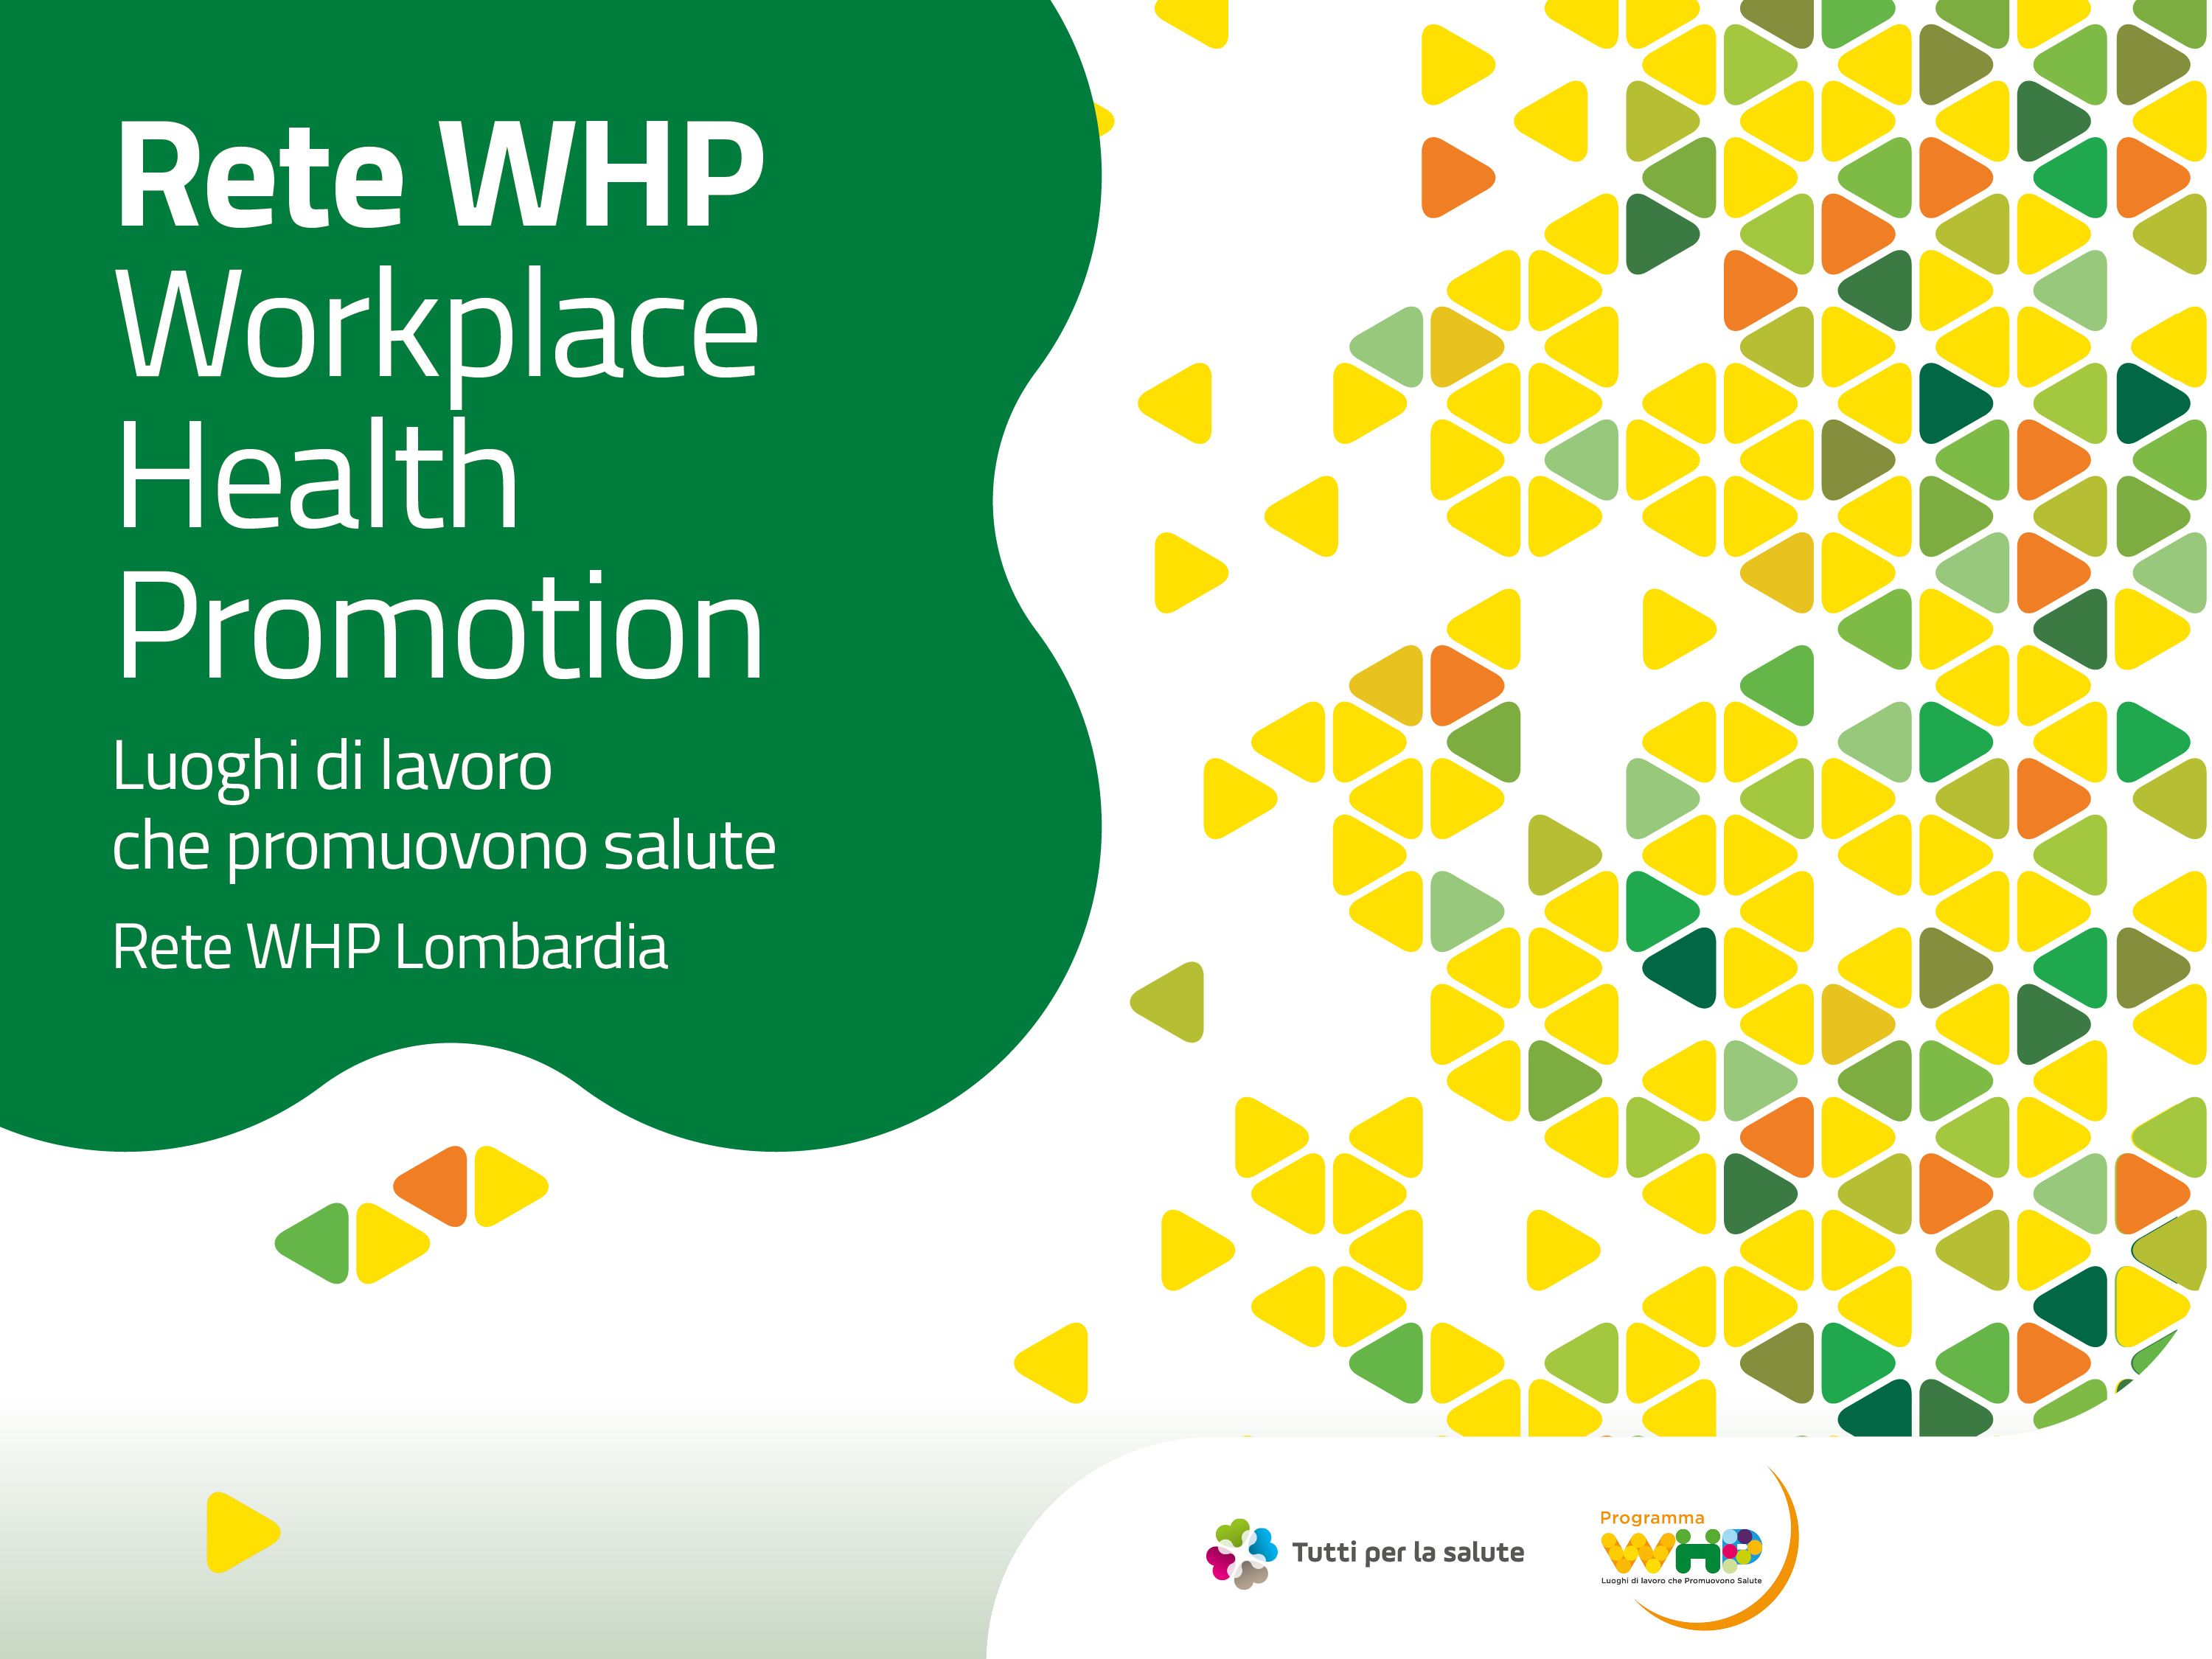 Rete WHP
Workplace
Health
Promotion
Luoghi di lavoro
che promuovono salute
Rete WHP Lombardia
Tutti per la salute
Programma
WHP
Luoghi di lavoro che Promuovono Salute